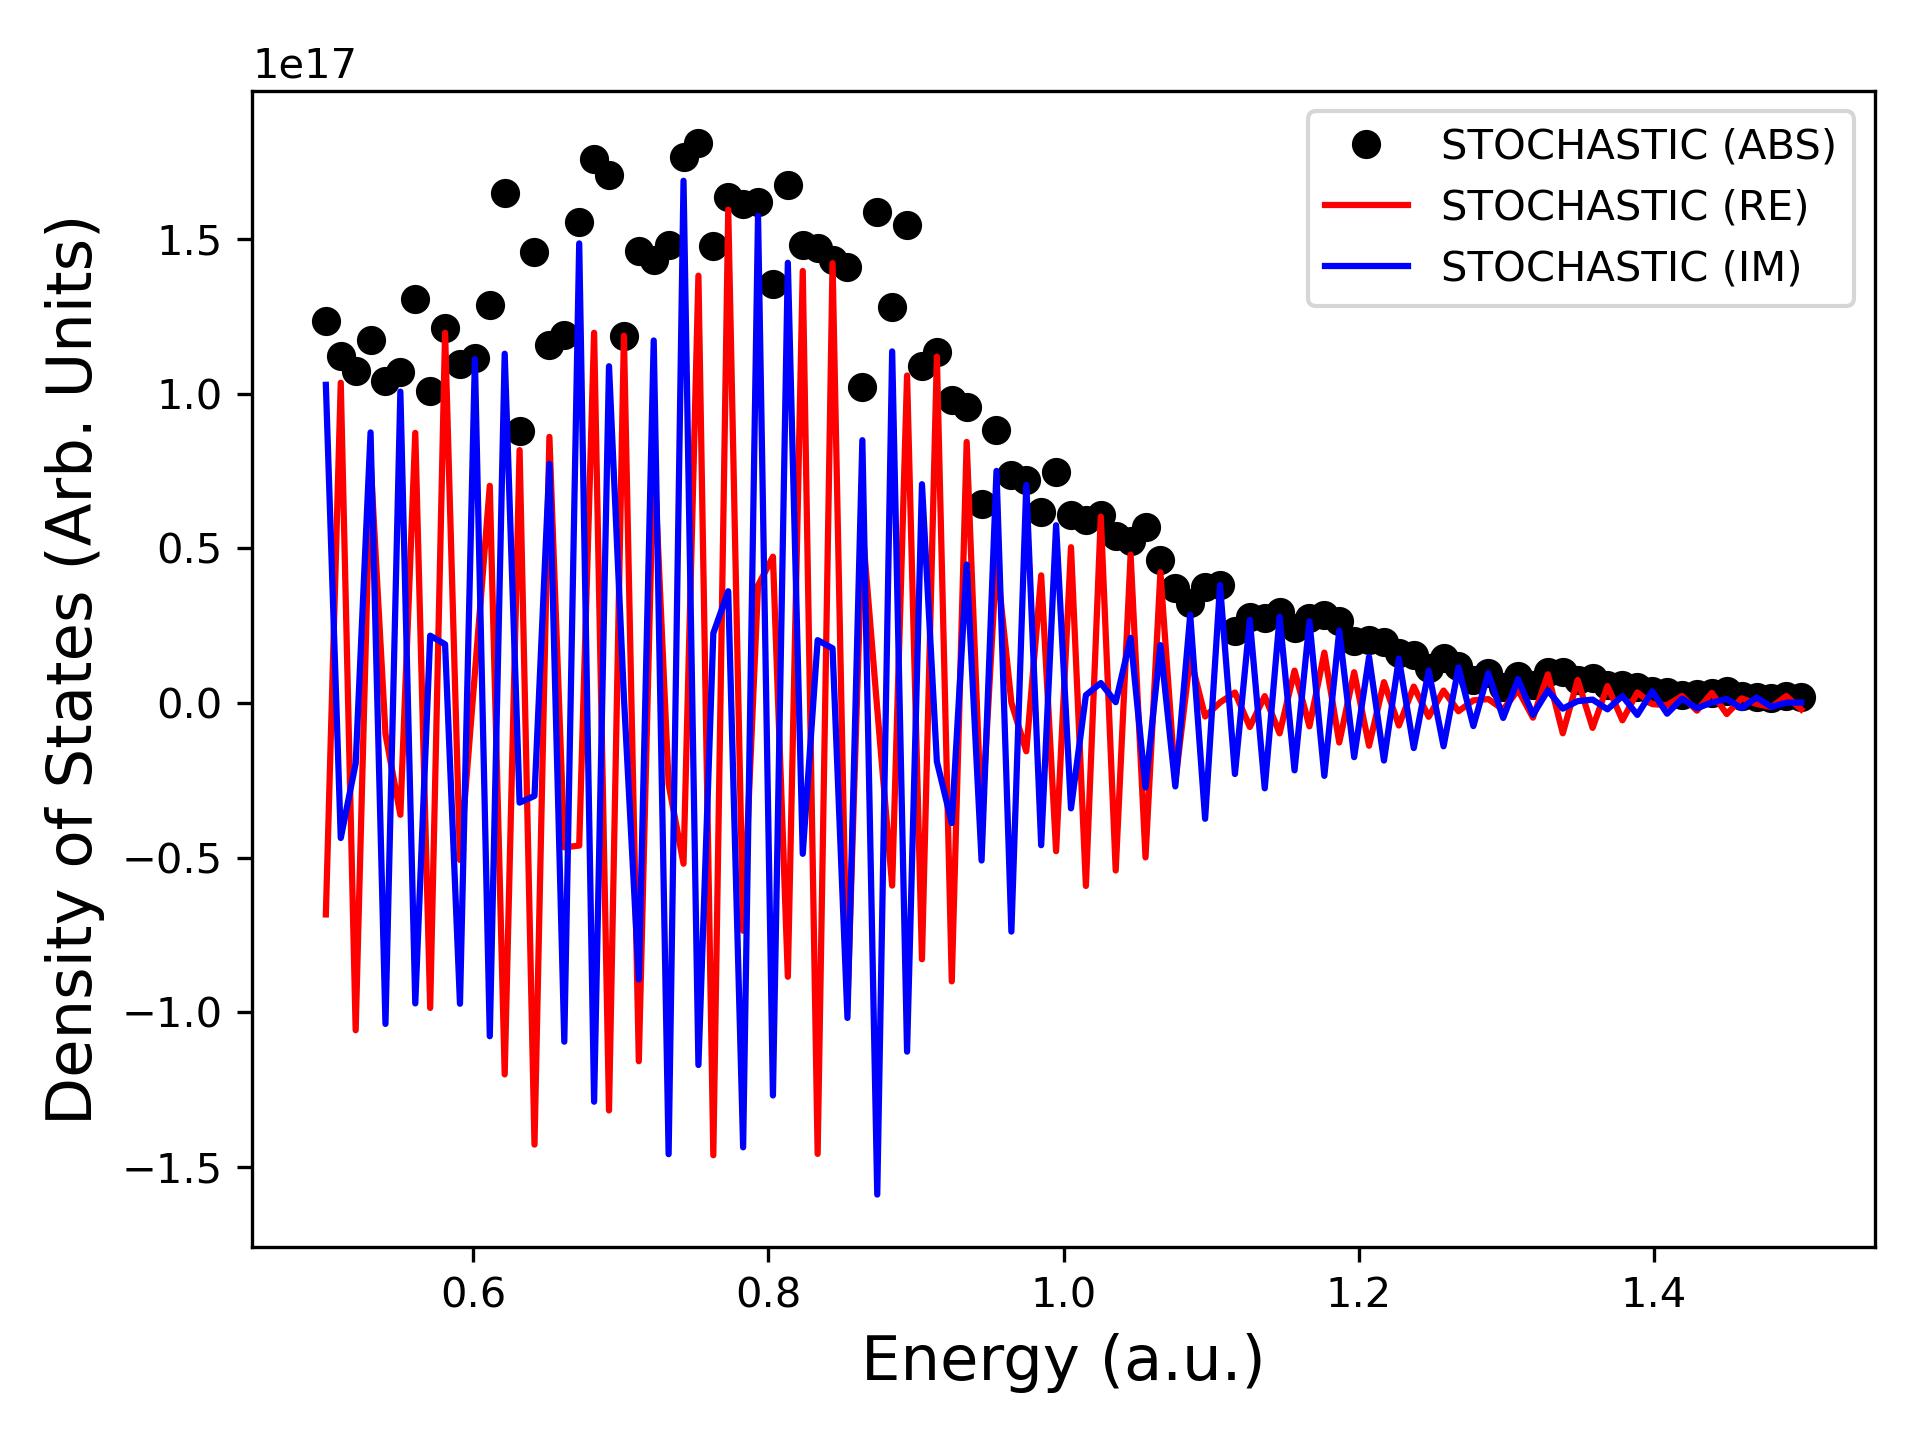 1e17
STOCHASTIC (ABS)
STOCHASTIC (RE)
STOCHASTIC (IM)
Density of States (Arb. Units)
1.5
1.0
0.5
0.0
−0.5
−1.0
−1.5
0.6 0.8 1.0 1.2 1.4
Energy (a.u.)